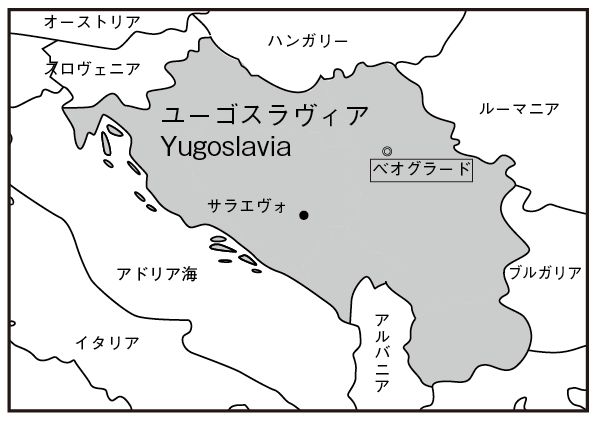 オーストリア
ハンガリー
スロヴェニア
ルーマニア
ユーゴスラヴィア
Yugoslavia
ベオグラード
サラエヴォ
アドリア海
ブルガリア
イタリア
アルバニア